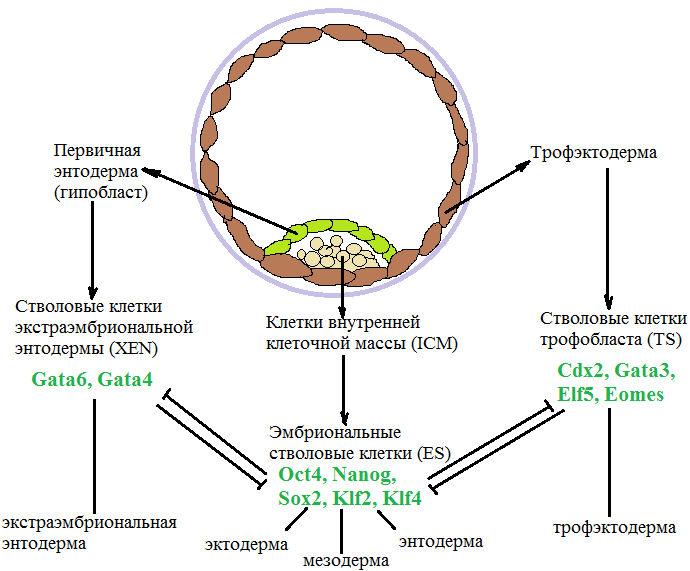 Первичная
энтодерма
(гипобласт)
Трофэктодерма
Стволовые клетки
экстраэмбриональной
энтодермы (XEN)
Gata6, Gata4
Клетки внутренней
клеточной массы (ICM)
Стволовые клетки
трофобласта (TS)
Cdx2, Gata3,
Elf5, Eomes
Эмбриональные
стволовые клетки (ES)
Oct4, Nanog,
Sox2, Klf2, Klf4
экстраэмбриональная
энтодерма
эктодерма
мезодерма
энтодерма
трофэктодерма